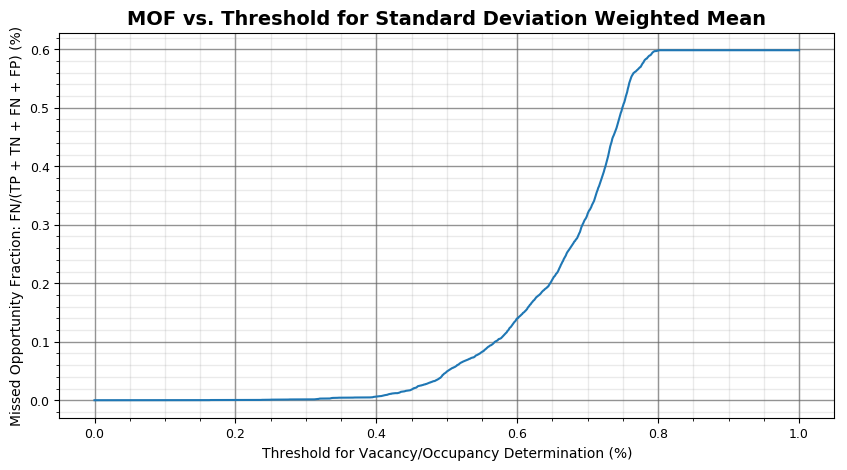 MOF vs. Threshold for Standard Deviation Weighted Mean
Missed Opportunity Fraction: FN/(TP + TN + FN + FP) (%)
0.6
0.5
0.4
0.3
0.2
0.1
0.0
0.0 0.2 0.4 0.6 0.8 1.0
Threshold for Vacancy/Occupancy Determination (%)